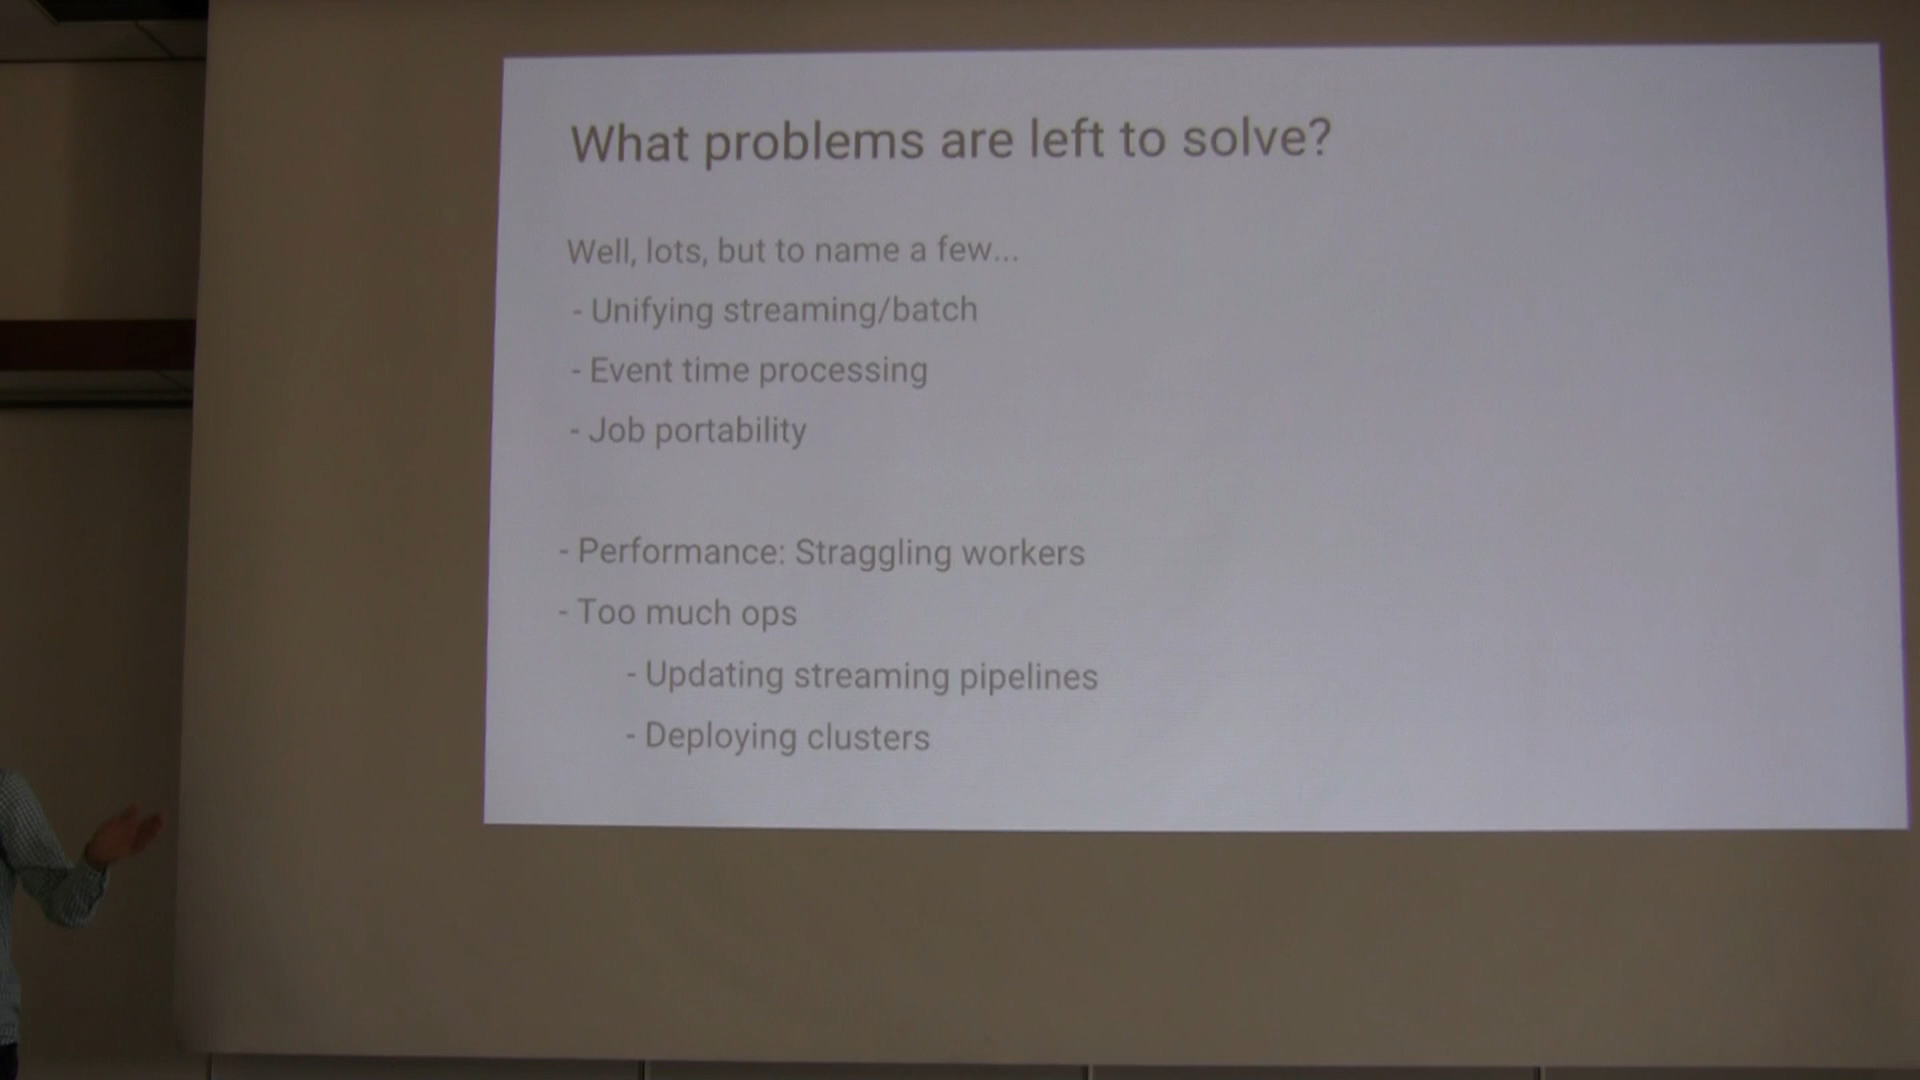 What problems are left to solve?
Well, lots, but to name a few...
- Unifying streaming/batch
- Event time processing
- Job portability
- Performance: Straggling workers
- Too much ops
- Updating streaming pipelines
- Deploying clusters